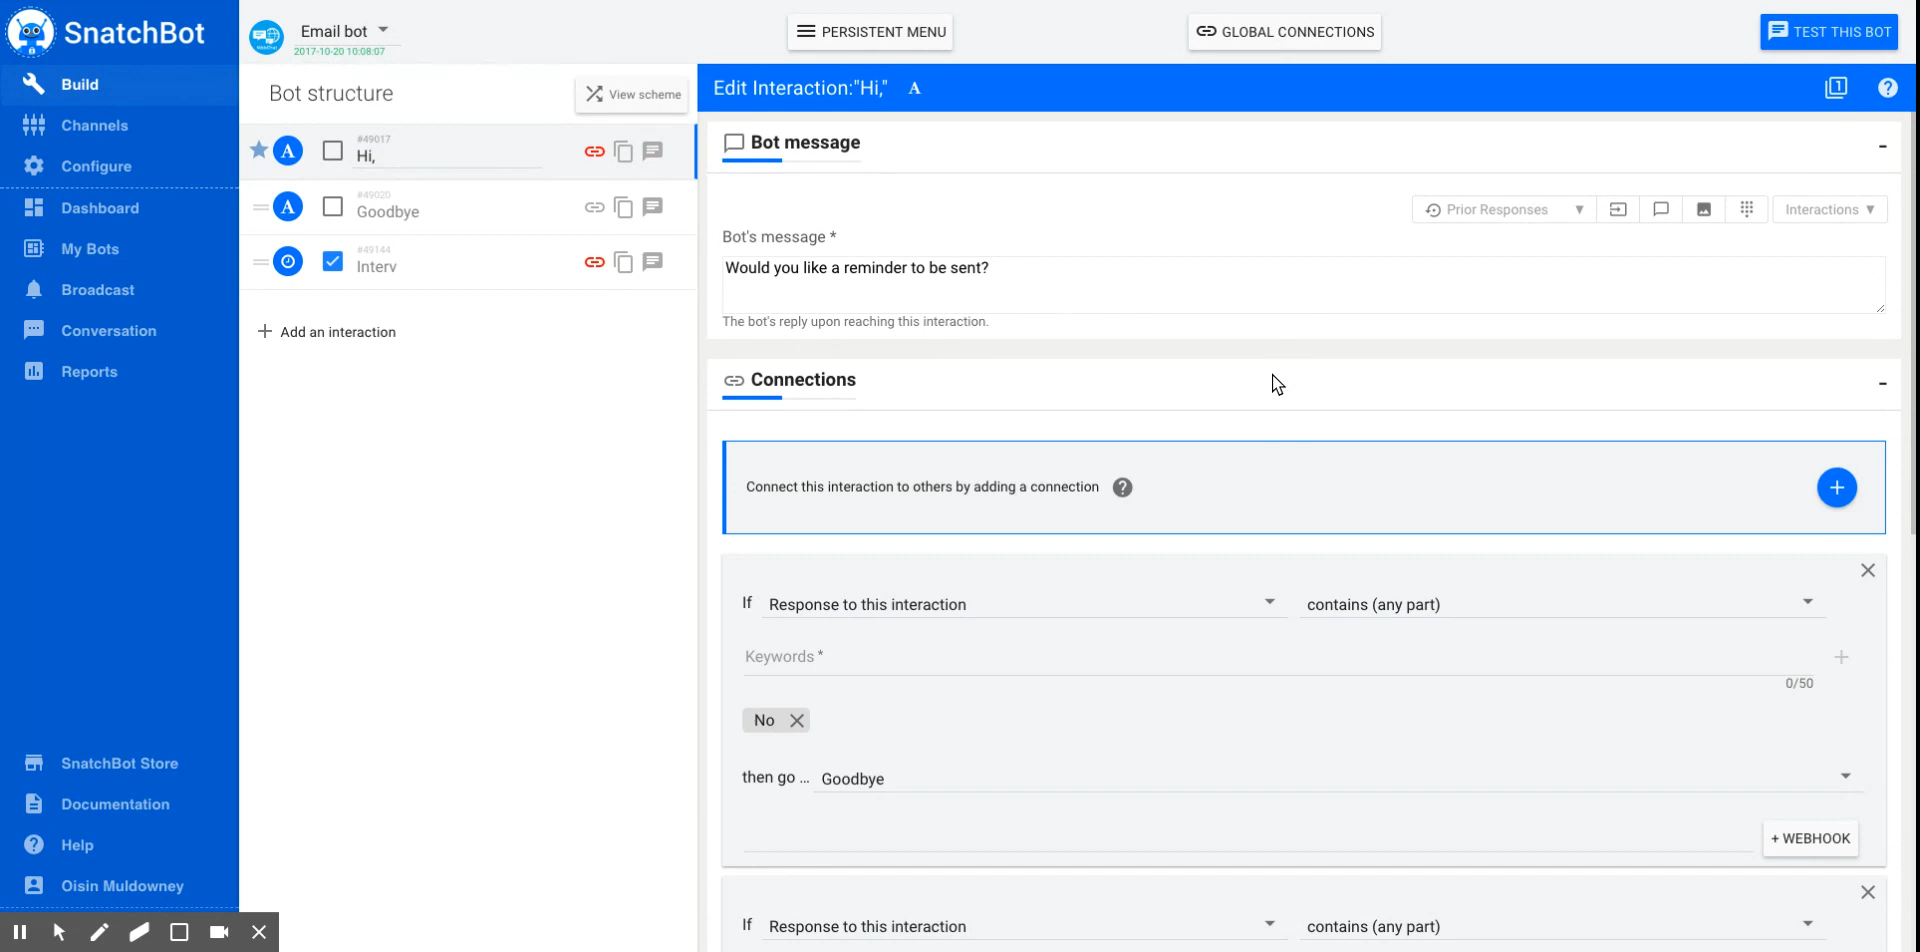 SnatchBot
Email bot
2017-10-20 10:08:07
PERSISTENT MENU
GLOBAL CONNECTIONS
TEST THIS BOT
Build
Channels
Configure
Dashboard
My Bots
Broadcast
Conversation
Reports
SnatchBot Store
Documentation
Help
Oisin Muldowney
Bot structure
View scheme
A
#49017
Hi,
A
#49020
Goodbye
#49144
Interv
+ Add an interaction
Edit Interaction:"Hi," A
Bot message
-
Prior Responses
Interactions
Bot's message *
Would you like a reminder to be sent?
The bot's reply upon reaching this interaction.
Connections
-
Connect this interaction to others by adding a connection ?
+
If Response to this interaction contains (any part)
Keywords *
+
0/50
No
then go ... Goodbye
+ WEBHOOK
If Response to this interaction contains (any part)